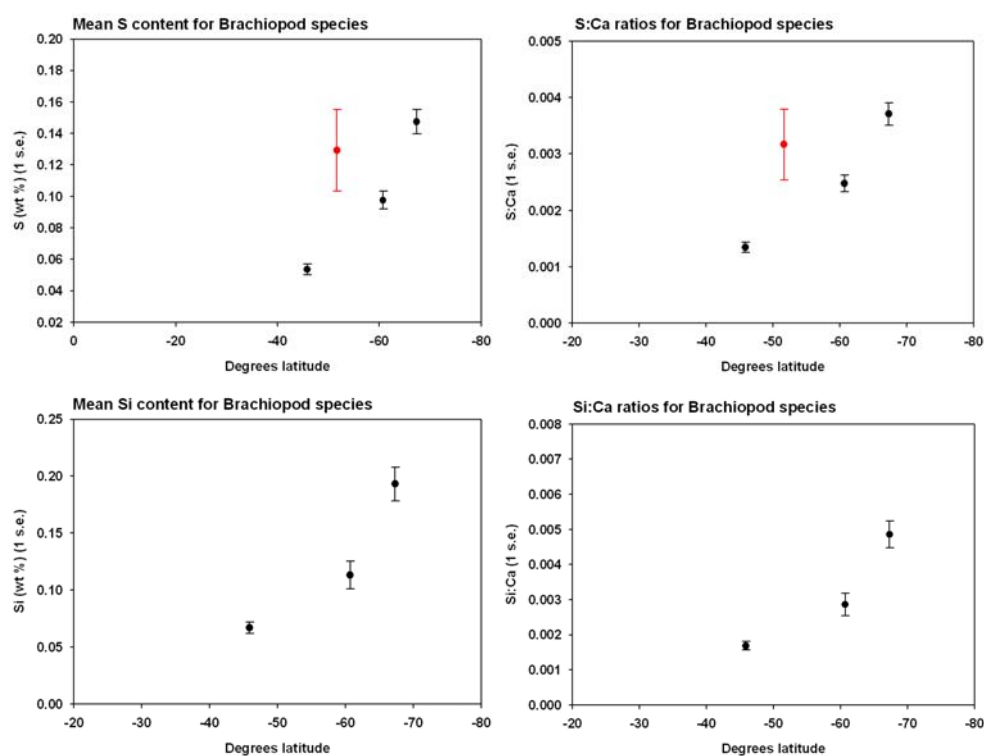 Mean S content for Brachiopod species
0.20
0.18
0.16
0.14
0.12
0.10
0.08
0.06
0.04
0.02
S (wt %) (1 s.e.)
0 -20 -30 -40 -50 -60 -70 -80
Degrees latitude
S:Ca ratios for Brachiopod species
0.005
0.004
0.003
0.002
0.001
0.000
S:Ca (1 s.e.)
-20 -30 -40 -50 -60 -70 -80
Degrees latitude
Mean Si content for Brachiopod species
0.25
0.20
0.15
0.10
0.05
0.00
Si (wt %) (1 s.e.)
-20 -30 -40 -50 -60 -70 -80
Degrees latitude
Si:Ca ratios for Brachiopod species
0.008
0.007
0.006
0.005
0.004
0.003
0.002
0.001
0.000
Si:Ca (1 s.e.)
-20 -30 -40 -50 -60 -70 -80
Degrees latitude